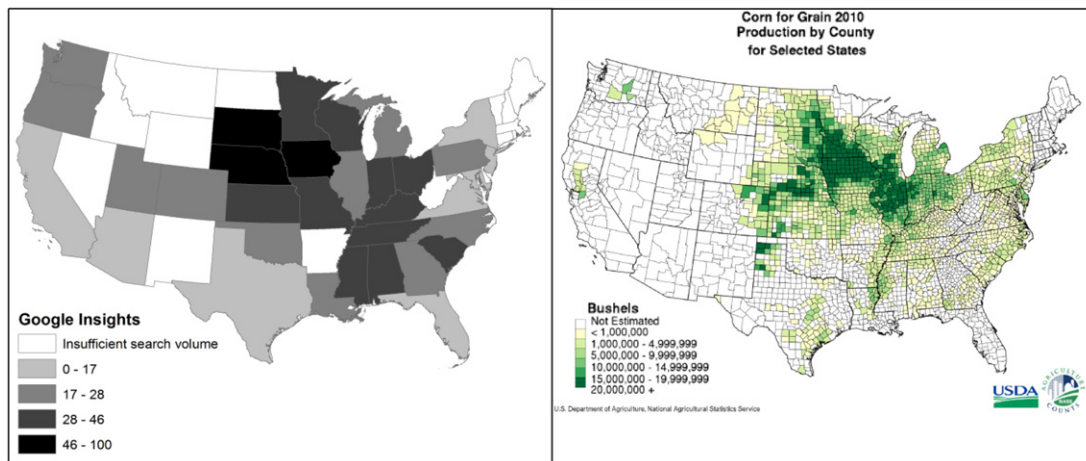 Google Insights
Insufficient search volume
0 - 17
17 - 28
28 - 46
46 - 100
Corn for Grain 2010
Production by County
for Selected States
Bushels
Not Estimated
< 1,000,000
1,000,000 - 4,999,999
5,000,000 - 9,999,999
10,000,000 - 14,999,999
15,000,000 - 19,999,999
20,000,000 +
U.S. Department of Agriculture, National Agricultural Statistics Service
USDA
AGRICULTURE
COUNTS